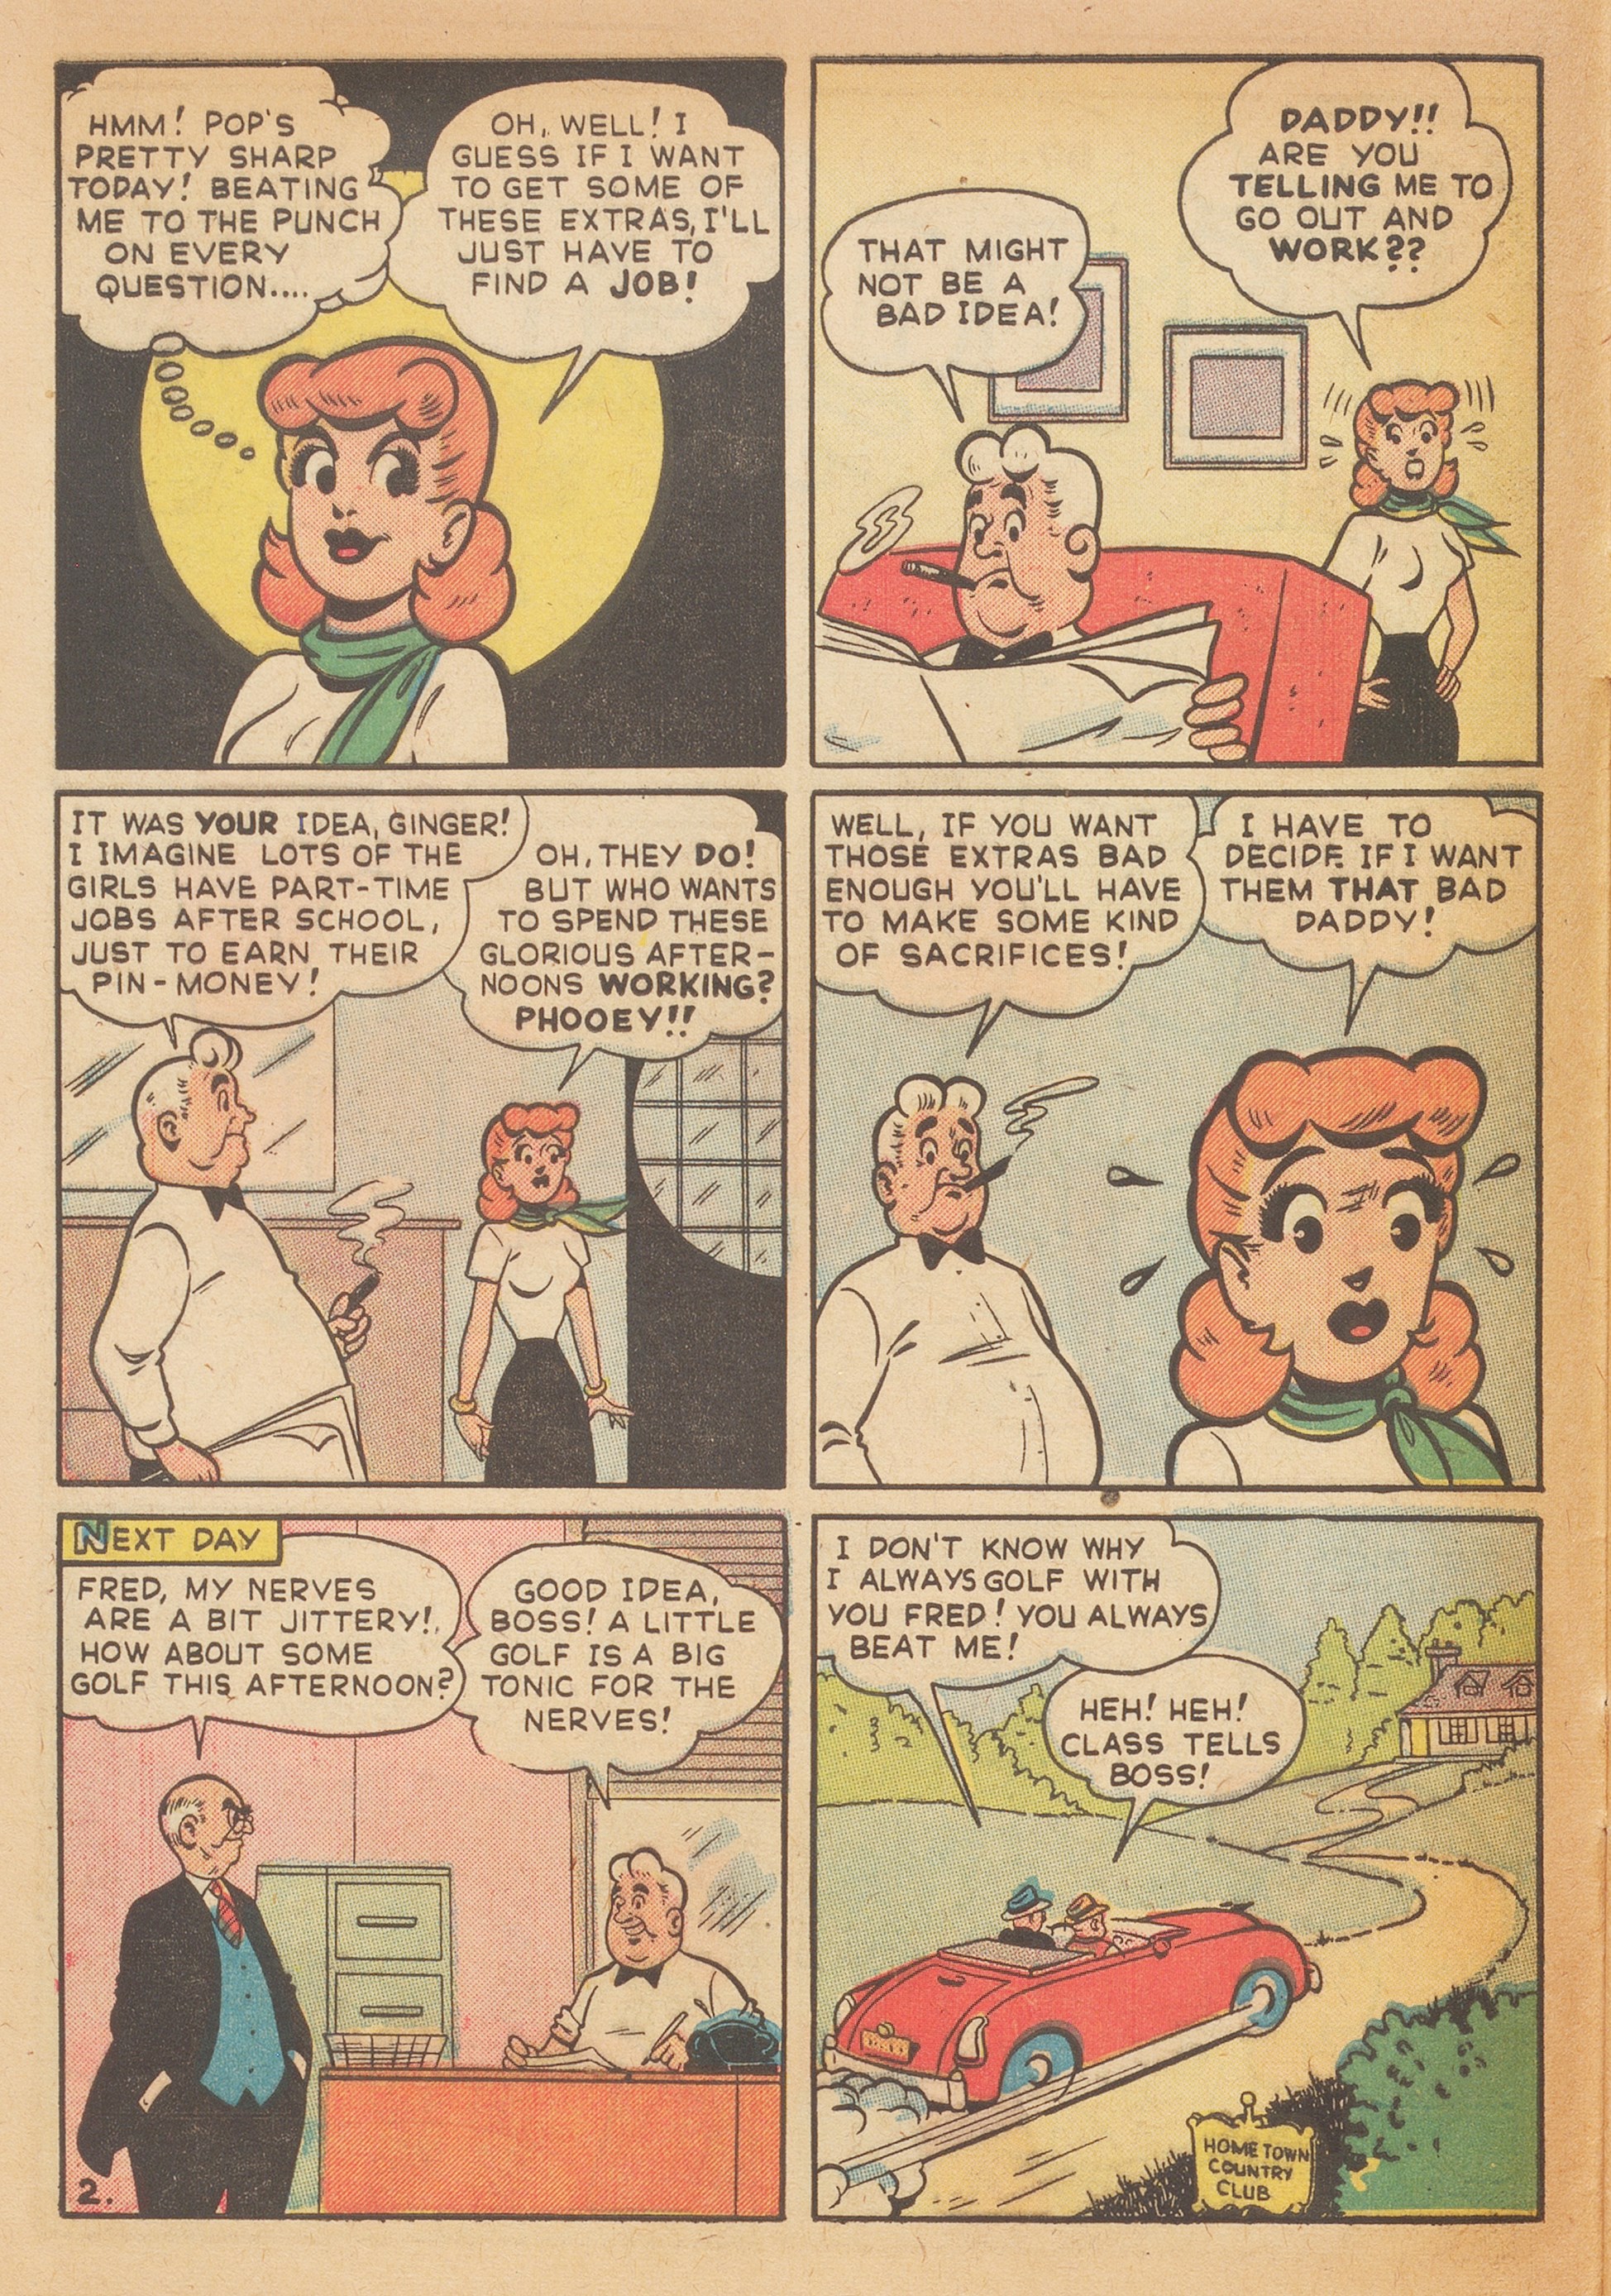 HMM! POP'S
PRETTY SHARP
TODAY! BEATING
ME TO THE PUNCH
ON EVERY
QUESTION....
OH, WELL! I
GUESS IF I WANT
TO GET SOME OF
THESE EXTRAS, I'LL
JUST HAVE TO
FIND A JOB!
THAT MIGHT
NOT BE A
BAD IDEA!
DADDY!!
ARE YOU
TELLING ME TO
GO OUT AND
WORK??
IT WAS YOUR IDEA, GINGER!
I IMAGINE LOTS OF THE
GIRLS HAVE PART-TIME
JOBS AFTER SCHOOL,
JUST TO EARN THEIR
PIN-MONEY!
OH, THEY DO!
BUT WHO WANTS
TO SPEND THESE
GLORIOUS AFTER-
NOONS WORKING?
PHOOEY!!
WELL, IF YOU WANT
THOSE EXTRAS BAD
ENOUGH YOU'LL HAVE
TO MAKE SOME KIND
OF SACRIFICES!
I HAVE TO
DECIDE IF I WANT
THEM THAT BAD
DADDY!
NEXT DAY
FRED, MY NERVES
ARE A BIT JITTERY!
HOW ABOUT SOME
GOLF THIS AFTERNOON?
GOOD IDEA,
BOSS! A LITTLE
GOLF IS A BIG
TONIC FOR THE
NERVES!
2.
I DON'T KNOW WHY
I ALWAYS GOLF WITH
YOU FRED! YOU ALWAYS
BEAT ME!
HEH! HEH!
CLASS TELLS
BOSS!
HOME TOWN
COUNTRY
CLUB